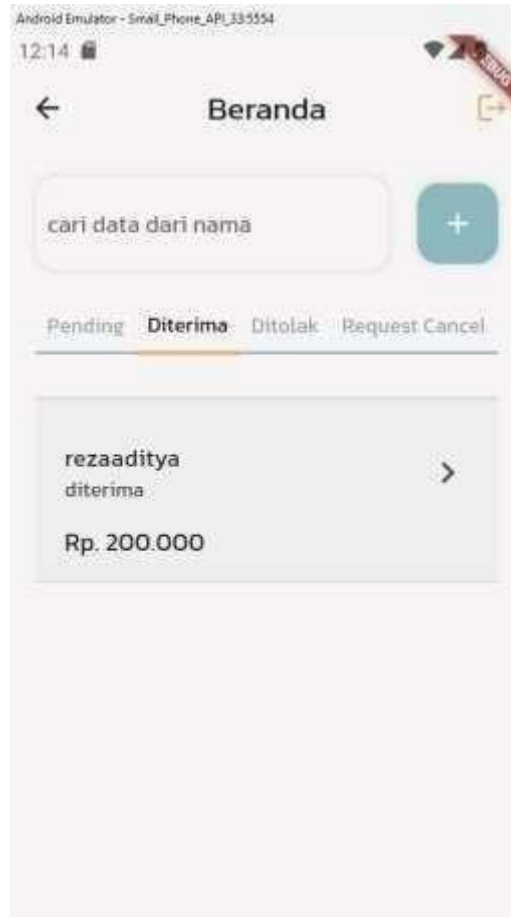 Android Emulator - Small_Phone_API_33:5554
12:14
Beranda
cari data dari nama
+
Pending Diterima Ditolak Request Cancel
rezaaditya
diterima
Rp. 200.000